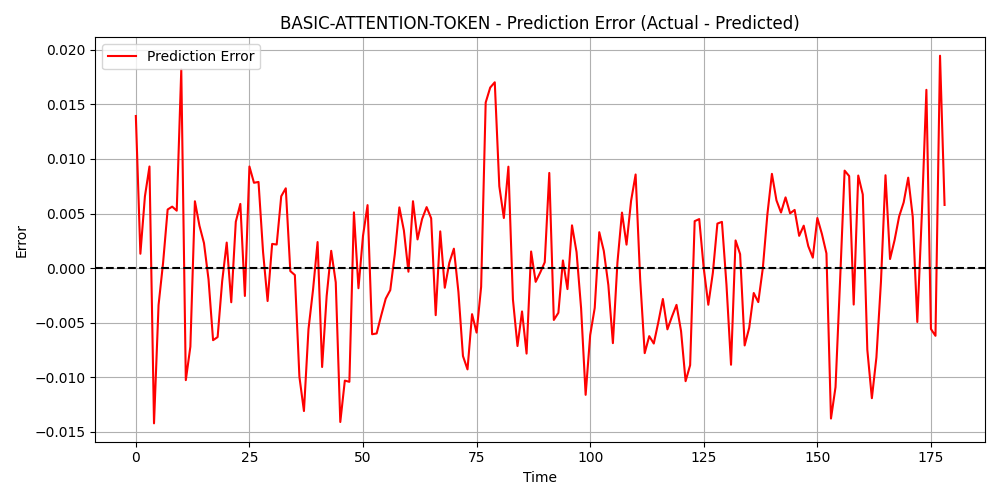 BASIC-ATTENTION-TOKEN - Prediction Error (Actual - Predicted)
Prediction Error
Error
0.020
0.015
0.010
0.005
0.000
−0.005
−0.010
−0.015
0 25 50 75 100 125 150 175
Time